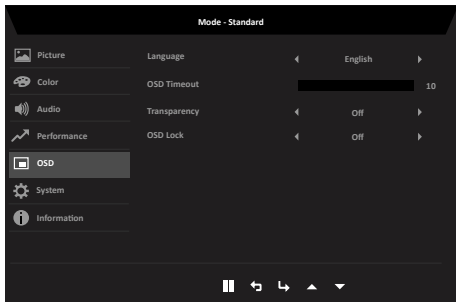 Mode - Standard
Picture
Color
Audio
Performance
OSD
System
Information
Language English
OSD Timeout 10
Transparency Off
OSD Lock Off